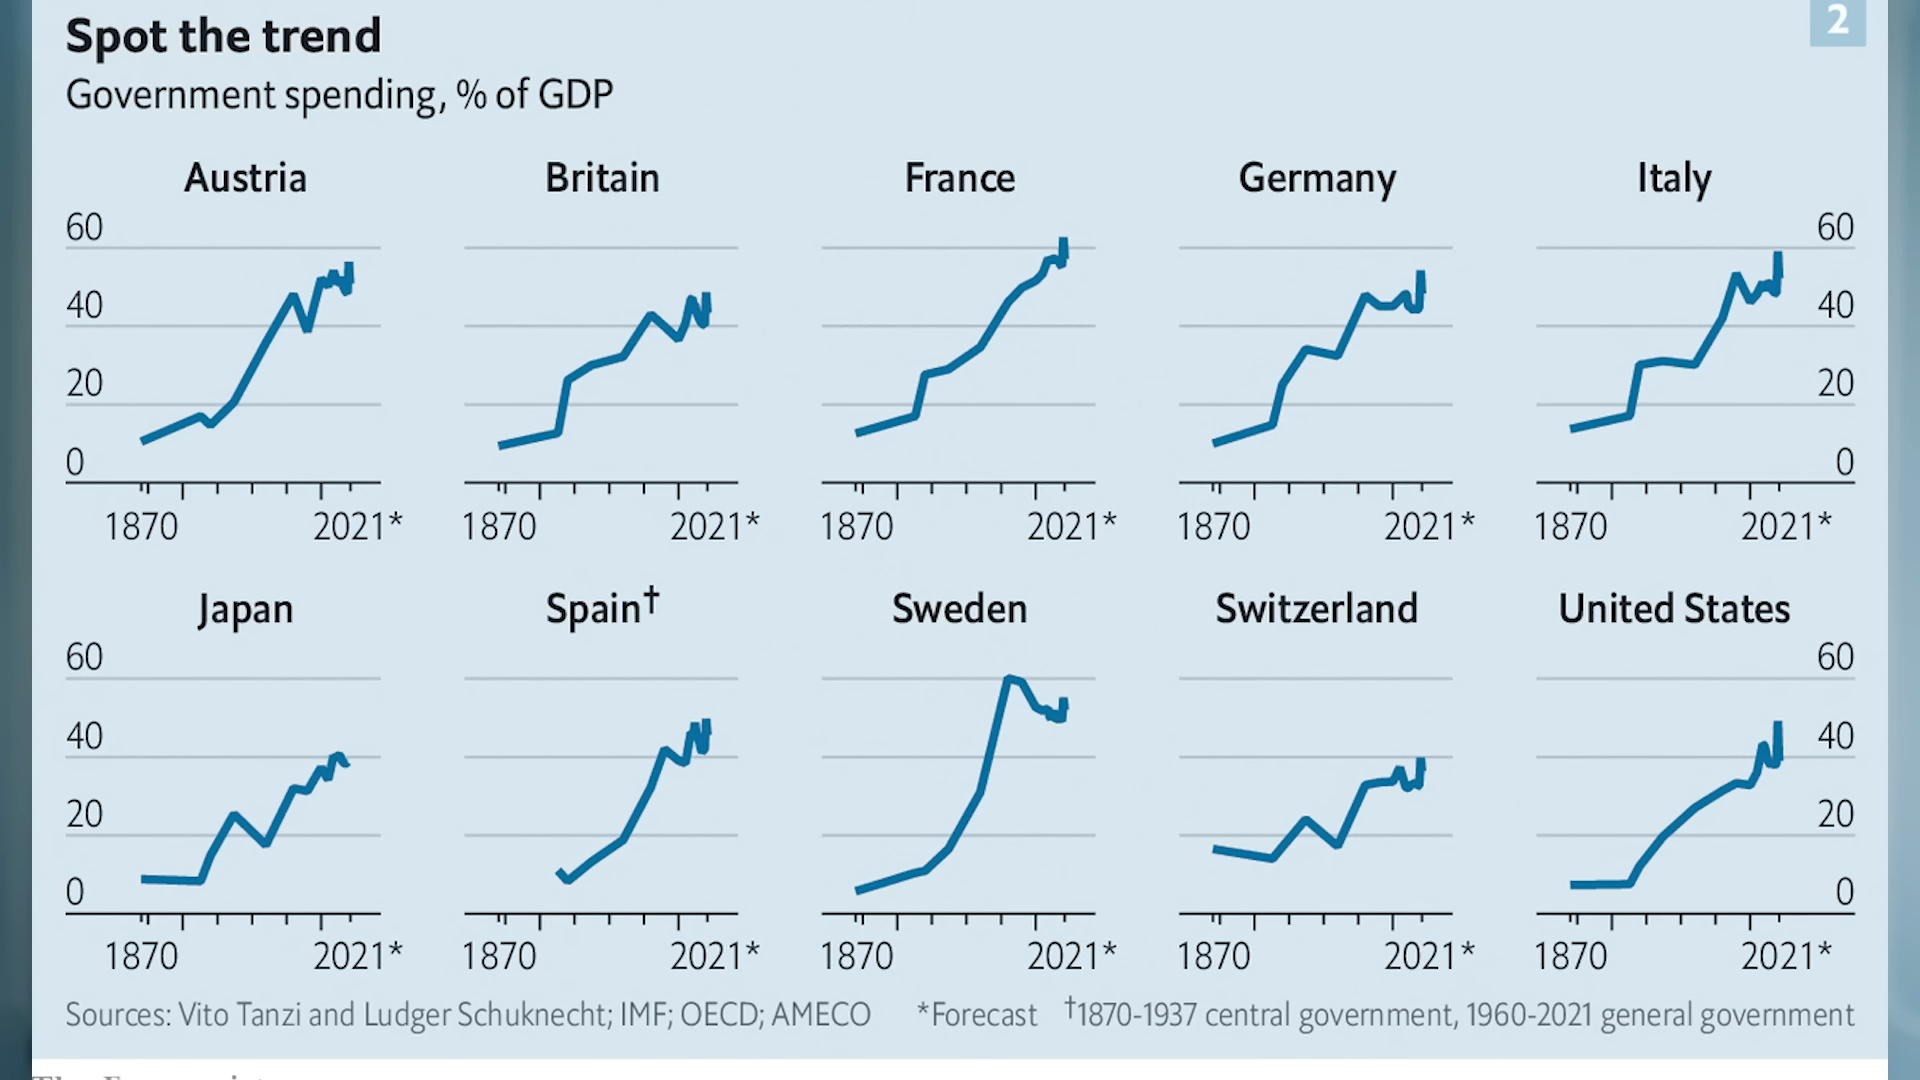 Spot the trend
2
Government spending, % of GDP
Austria Britain France Germany Italy
60 60
40 40
20 20
0 0
1870 2021* 1870 2021* 1870 2021* 1870 2021* 1870 2021*
Japan Spain† Sweden Switzerland United States
60 60
40 40
20 20
0 0
1870 2021* 1870 2021* 1870 2021* 1870 2021* 1870 2021*
Sources: Vito Tanzi and Ludger Schuknecht; IMF; OECD; AMECO *Forecast †1870-1937 central government, 1960-2021 general government